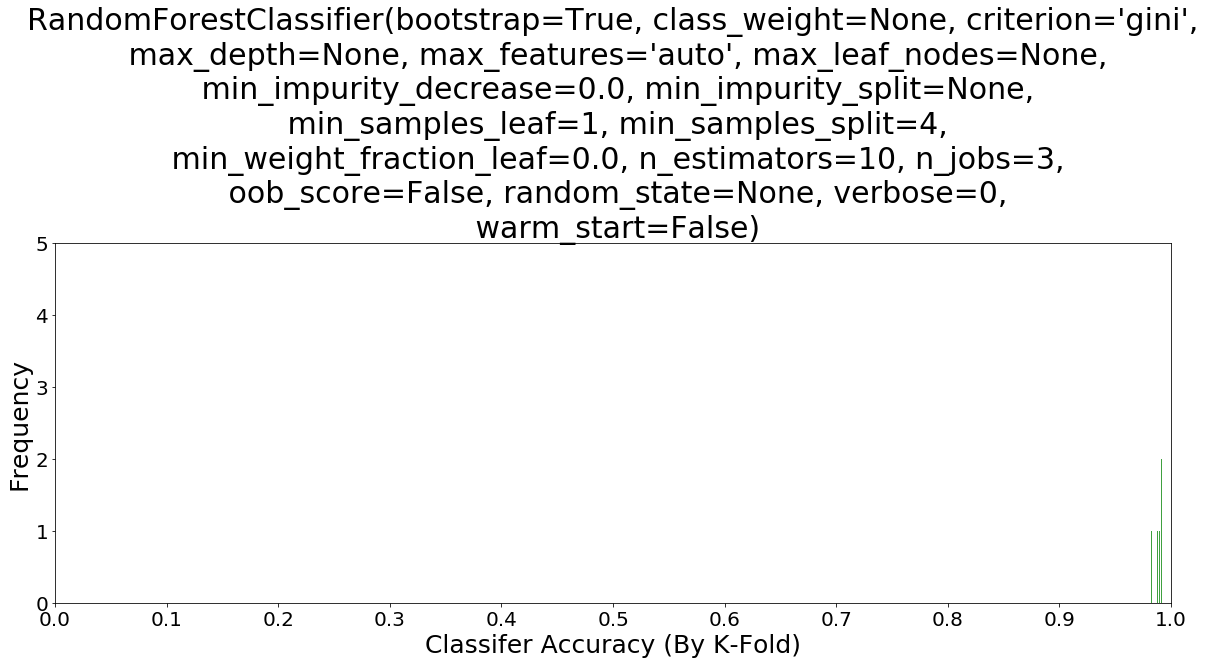 RandomForestClassifier(bootstrap=True, class_weight=None, criterion='gini',
max_depth=None, max_features='auto', max_leaf_nodes=None,
min_impurity_decrease=0.0, min_impurity_split=None,
min_samples_leaf=1, min_samples_split=4,
min_weight_fraction_leaf=0.0, n_estimators=10, n_jobs=3,
oob_score=False, random_state=None, verbose=0,
warm_start=False)
5
4
3
2
1
0
Frequency
0.0 0.1 0.2 0.3 0.4 0.5 0.6 0.7 0.8 0.9 1.0
Classifer Accuracy (By K-Fold)